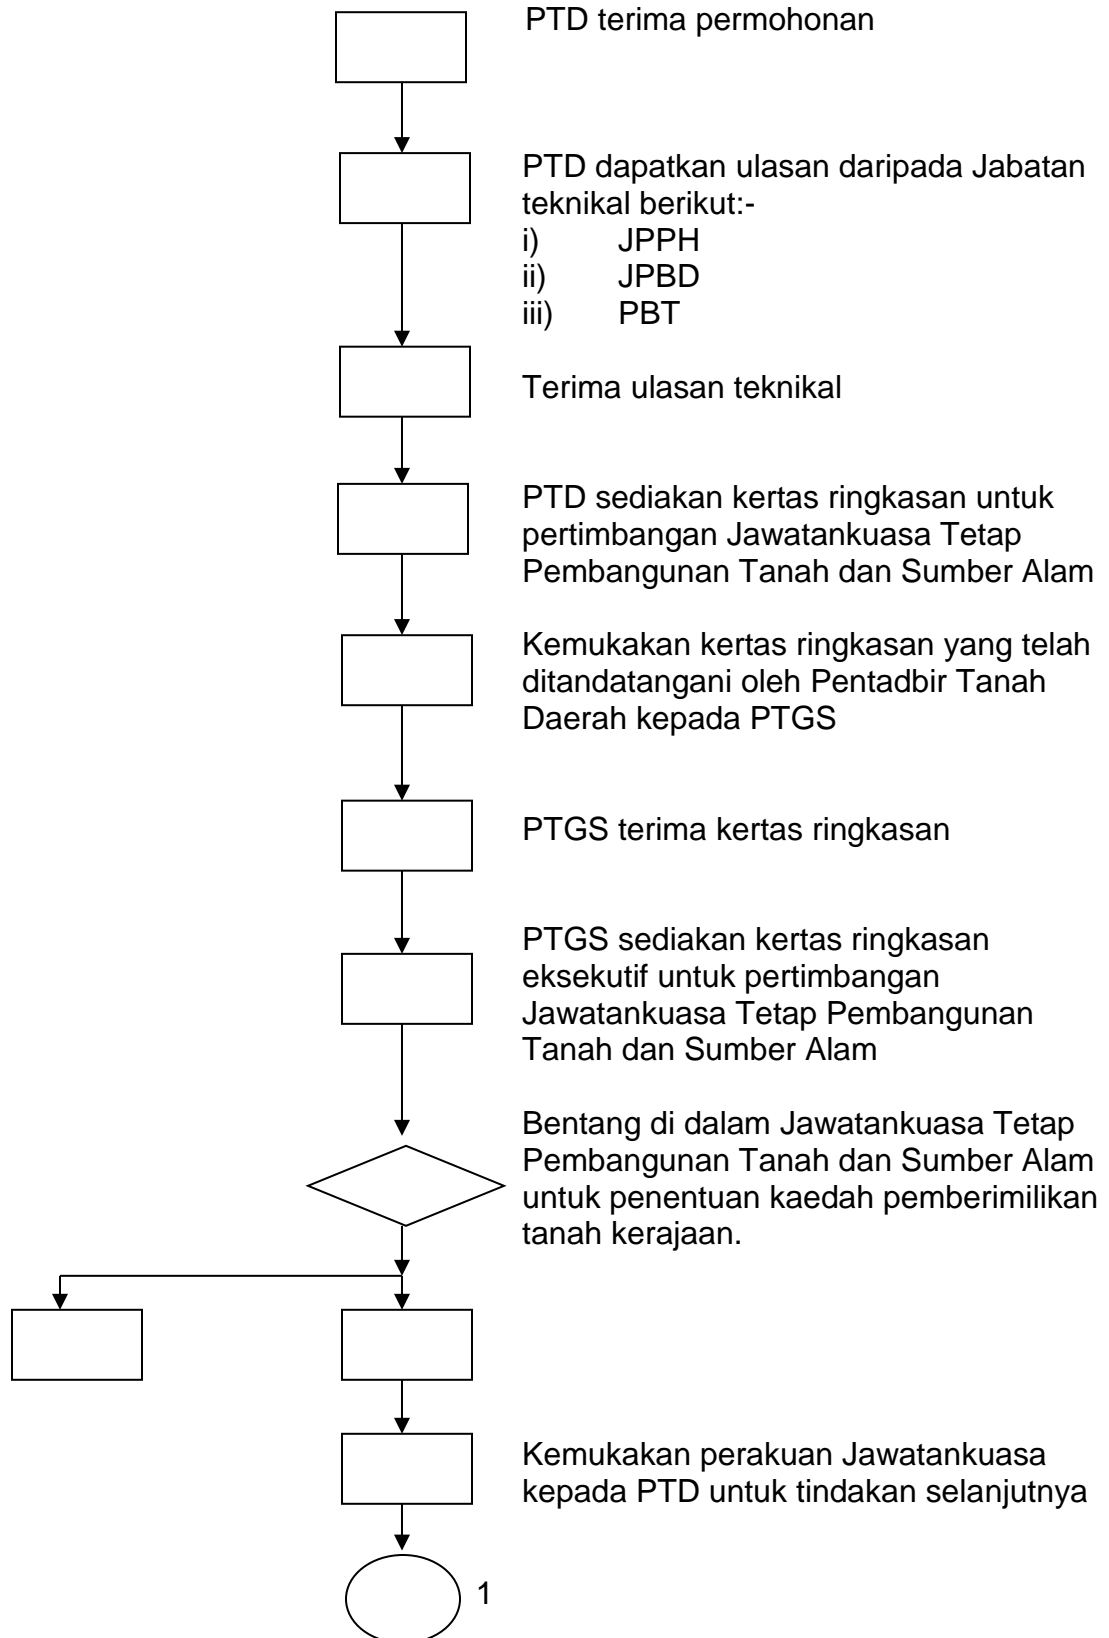 PTD terima permohonan
PTD dapatkan ulasan daripada Jabatan
teknikal berikut:-
i) JPPH
ii) JPBD
iii) PBT
Terima ulasan teknikal
PTD sediakan kertas ringkasan untuk
pertimbangan Jawatankuasa Tetap
Pembangunan Tanah dan Sumber Alam
Kemukakan kertas ringkasan yang telah
ditandatangani oleh Pentadbir Tanah
Daerah kepada PTGS
PTGS terima kertas ringkasan
PTGS sediakan kertas ringkasan
eksekutif untuk pertimbangan
Jawatankuasa Tetap Pembangunan
Tanah dan Sumber Alam
Bentang di dalam Jawatankuasa Tetap
Pembangunan Tanah dan Sumber Alam
untuk penentuan kaedah pemberimilikan
tanah kerajaan.
Kemukakan perakuan Jawatankuasa
kepada PTD untuk tindakan selanjutnya
1